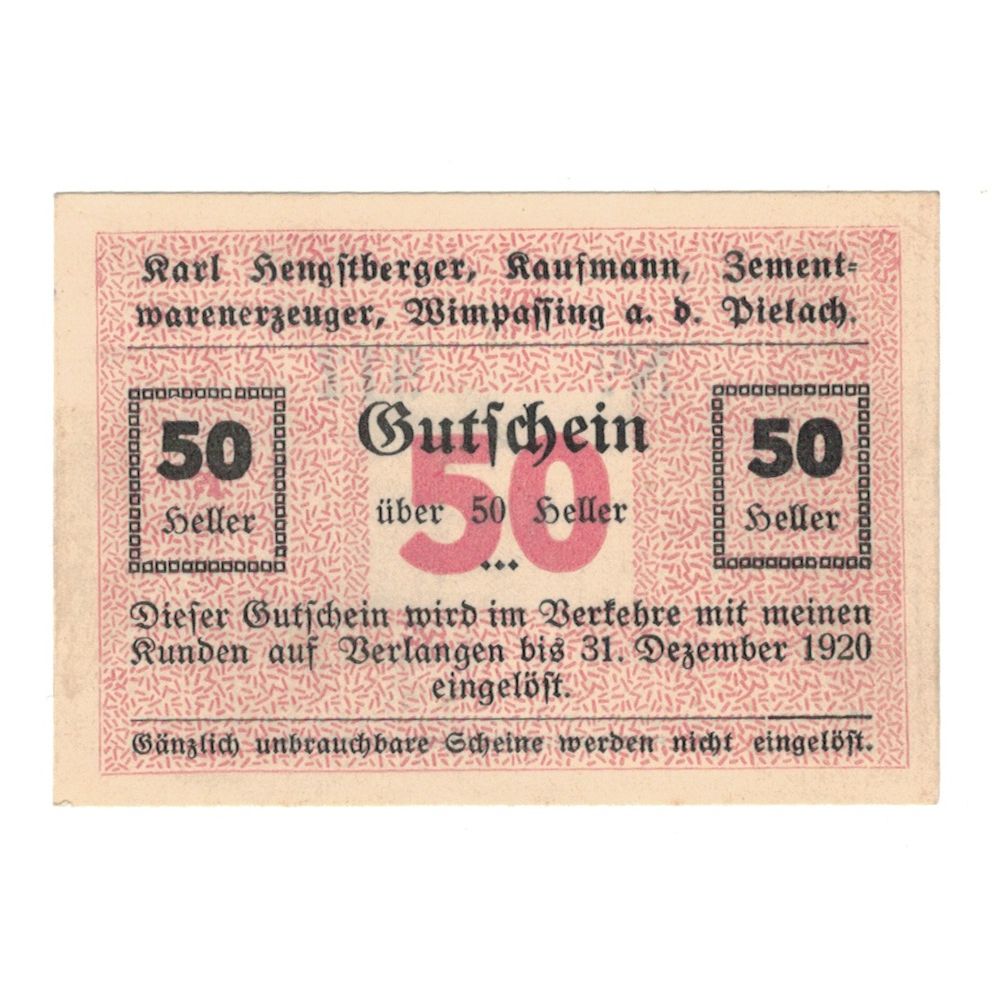 Karl Hengstberger, Kaufmann, Zement-
warenerzeuger, Wimpassing a. d. Pielach.
50
Heller
Gutschein
50
über 50 Heller
...
50
Heller
Dieser Gutschein wird im Verkehre mit meinen
Kunden auf Verlangen bis 31. Dezember 1920
eingelöst.
Gänzlich unbrauchbare Scheine werden nicht eingelöst.